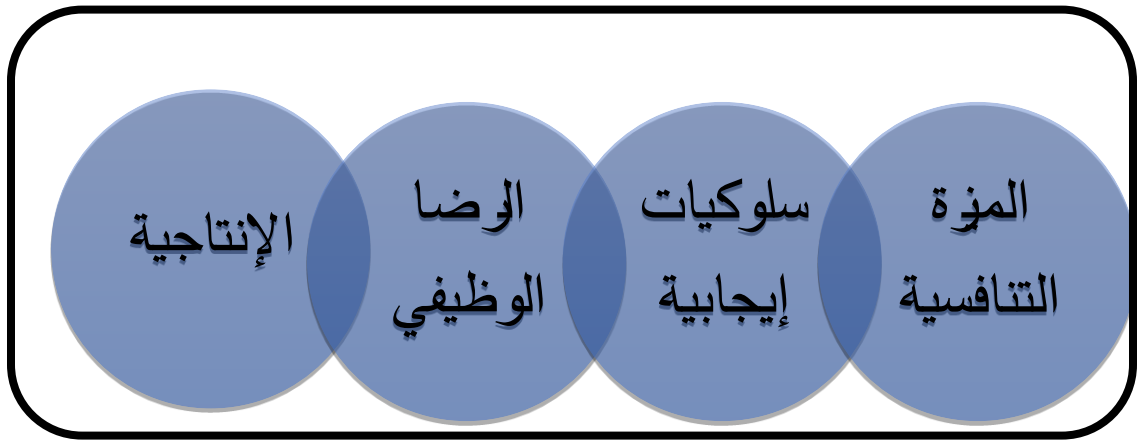 الميزة
التنافسية
سلوكيات
إيجابية
الرضا
الوظيفي
الإنتاجية